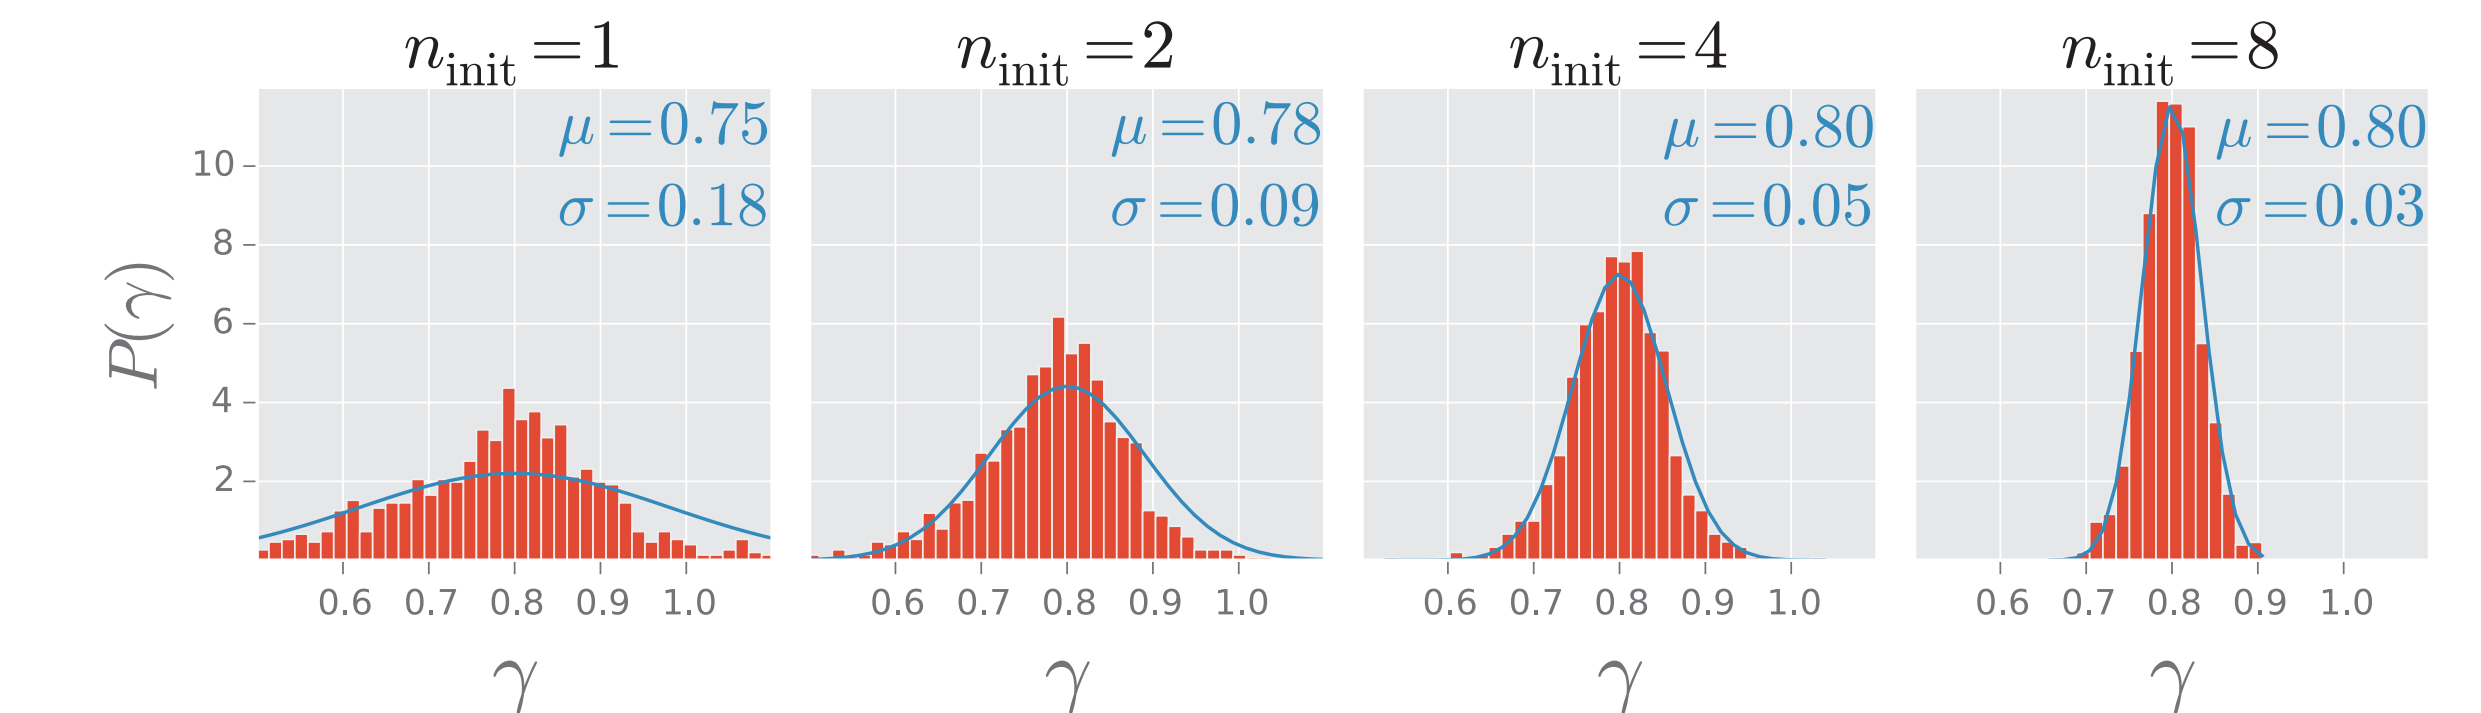 n_init = 1
μ = 0.75
σ = 0.18
n_init = 2
μ = 0.78
σ = 0.09
n_init = 4
μ = 0.80
σ = 0.05
n_init = 8
μ = 0.80
σ = 0.03
P(γ)
10
8
6
4
2
0.6 0.7 0.8 0.9 1.0
γ
0.6 0.7 0.8 0.9 1.0
γ
0.6 0.7 0.8 0.9 1.0
γ
0.6 0.7 0.8 0.9 1.0
γ